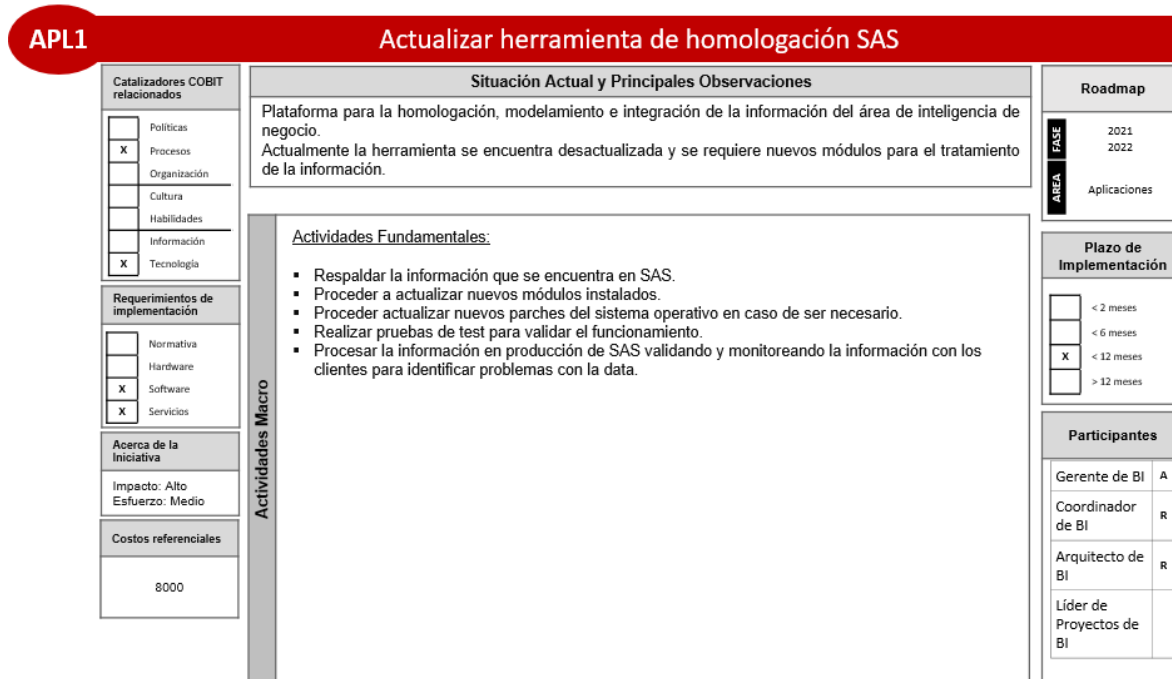 APL1
Actualizar herramienta de homologación SAS
Catalizadores COBIT
relacionados
Políticas
X Procesos
Organización
Cultura
Habilidades
Información
X Tecnología
Requerimientos de
implementación
Normativa
Hardware
X Software
X Servicios
Acerca de la
Iniciativa
Impacto: Alto
Esfuerzo: Medio
Costos referenciales
8000
Situación Actual y Principales Observaciones
Plataforma para la homologación, modelamiento e integración de la información del área de inteligencia de
negocio.
Actualmente la herramienta se encuentra desactualizada y se requiere nuevos módulos para el tratamiento
de la información.
Actividades Macro
Actividades Fundamentales:
▪ Respaldar la información que se encuentra en SAS.
▪ Proceder a actualizar nuevos módulos instalados.
▪ Proceder actualizar nuevos parches del sistema operativo en caso de ser necesario.
▪ Realizar pruebas de test para validar el funcionamiento.
▪ Procesar la información en producción de SAS validando y monitoreando la información con los
clientes para identificar problemas con la data.
Roadmap
FASE
2021
2022
AREA
Aplicaciones
Plazo de
Implementación
< 2 meses
< 6 meses
X < 12 meses
> 12 meses
Participantes
Gerente de BI A
Coordinador
de BI R
Arquitecto de
BI R
Líder de
Proyectos de
BI